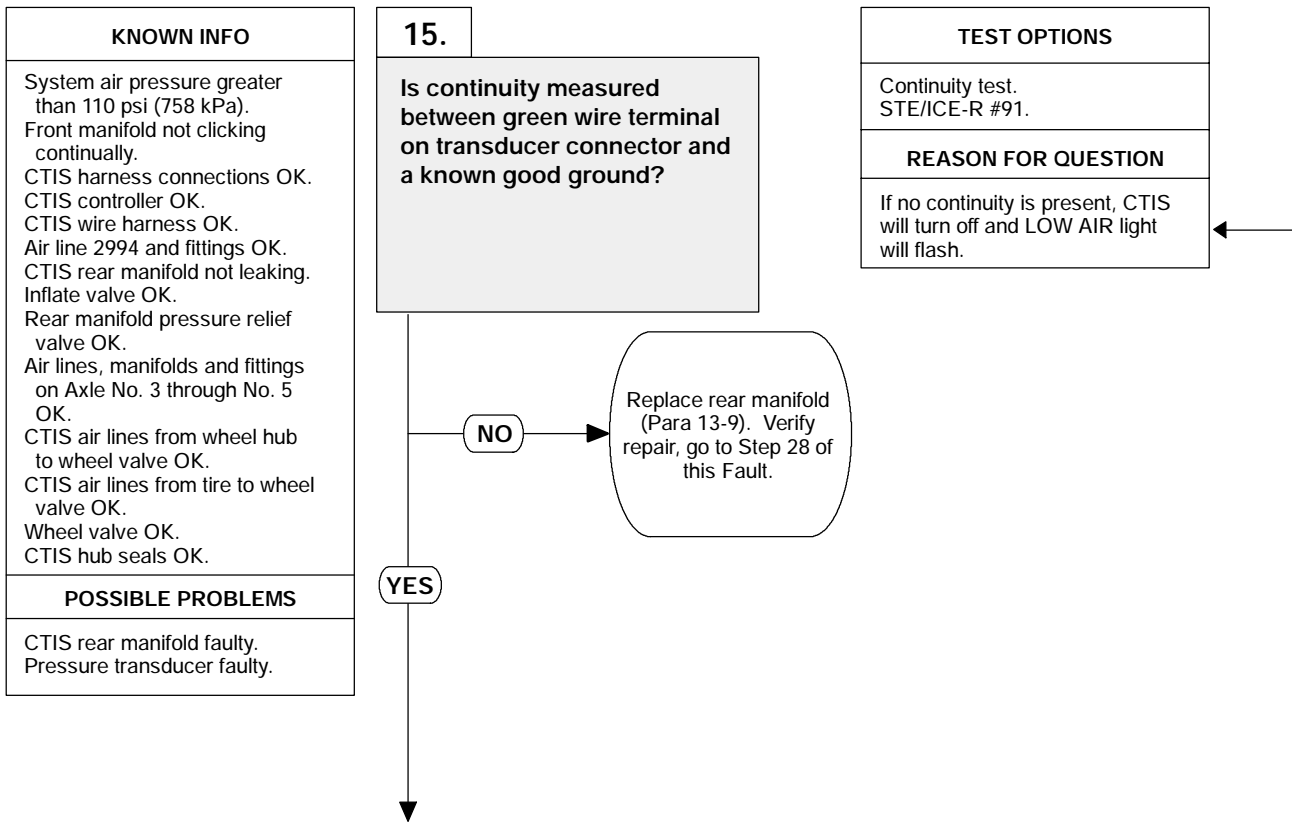 KNOWN INFO
System air pressure greater
than 110 psi (758 kPa).
Front manifold not clicking
continually.
CTIS harness connections OK.
CTIS controller OK.
CTIS wire harness OK.
Air line 2994 and fittings OK.
CTIS rear manifold not leaking.
Inflate valve OK.
Rear manifold pressure relief
valve OK.
Air lines, manifolds and fittings
on Axle No. 3 through No. 5
OK.
CTIS air lines from wheel hub
to wheel valve OK.
CTIS air lines from tire to wheel
valve OK.
Wheel valve OK.
CTIS hub seals OK.
POSSIBLE PROBLEMS
CTIS rear manifold faulty.
Pressure transducer faulty.
15.
Is continuity measured
between green wire terminal
on transducer connector and
a known good ground?
NO
Replace rear manifold
(Para 13-9). Verify
repair, go to Step 28 of
this Fault.
YES
TEST OPTIONS
Continuity test.
STE/ICE-R #91.
REASON FOR QUESTION
If no continuity is present, CTIS
will turn off and LOW AIR light
will flash.